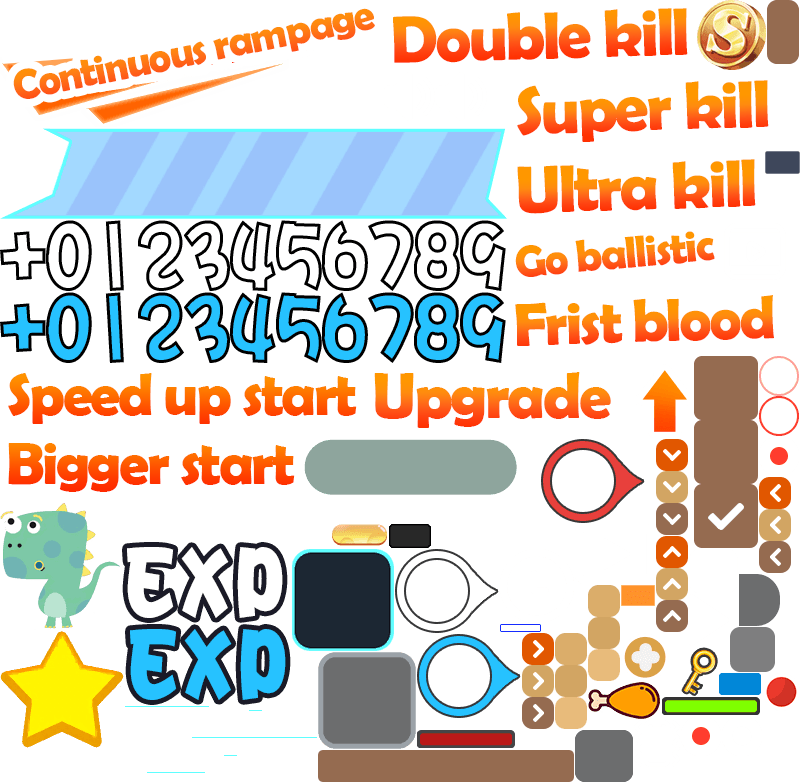 Continuous rampage
Double kill
S
Super kill
Ultra kill
+0123456789
Go ballistic
+0123456789
Frist blood
Speed up start
Upgrade
Bigger start
EXP
EXP